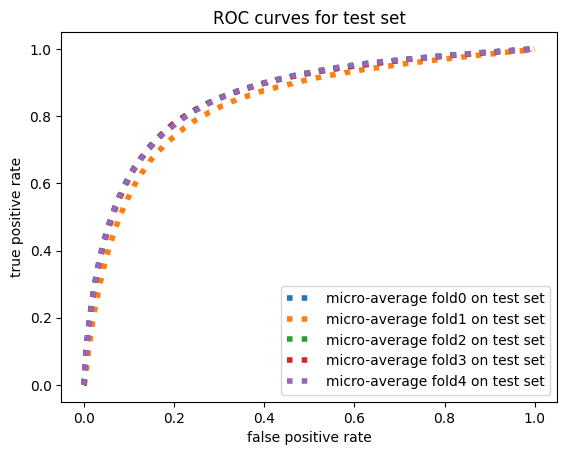 ROC curves for test set
true positive rate
1.0
0.8
0.6
0.4
0.2
0.0
micro-average fold0 on test set
micro-average fold1 on test set
micro-average fold2 on test set
micro-average fold3 on test set
micro-average fold4 on test set
0.0 0.2 0.4 0.6 0.8 1.0
false positive rate